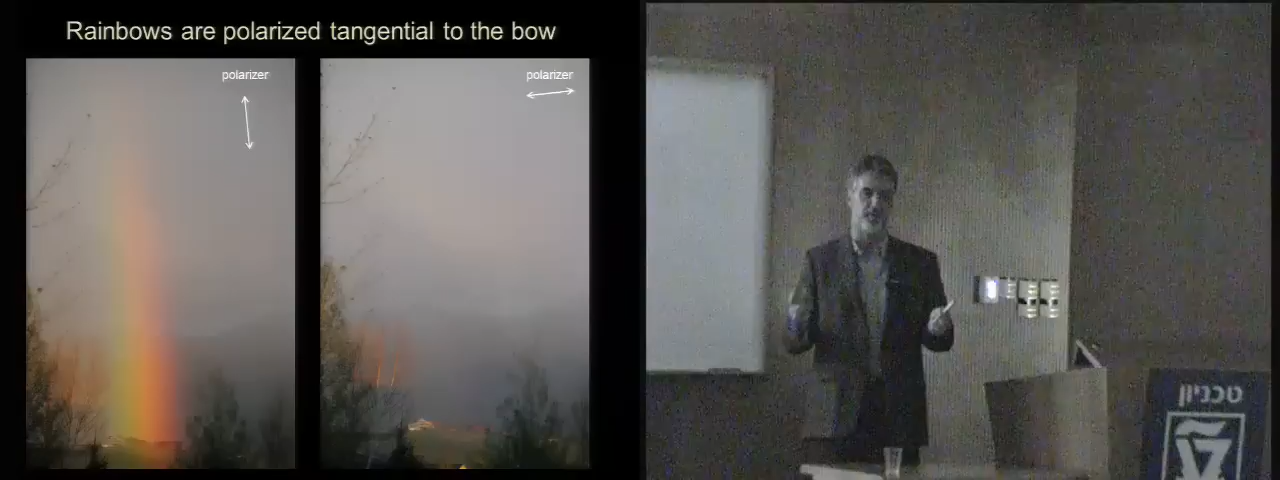 Rainbows are polarized tangential to the bow
polarizer
polarizer
טכניון